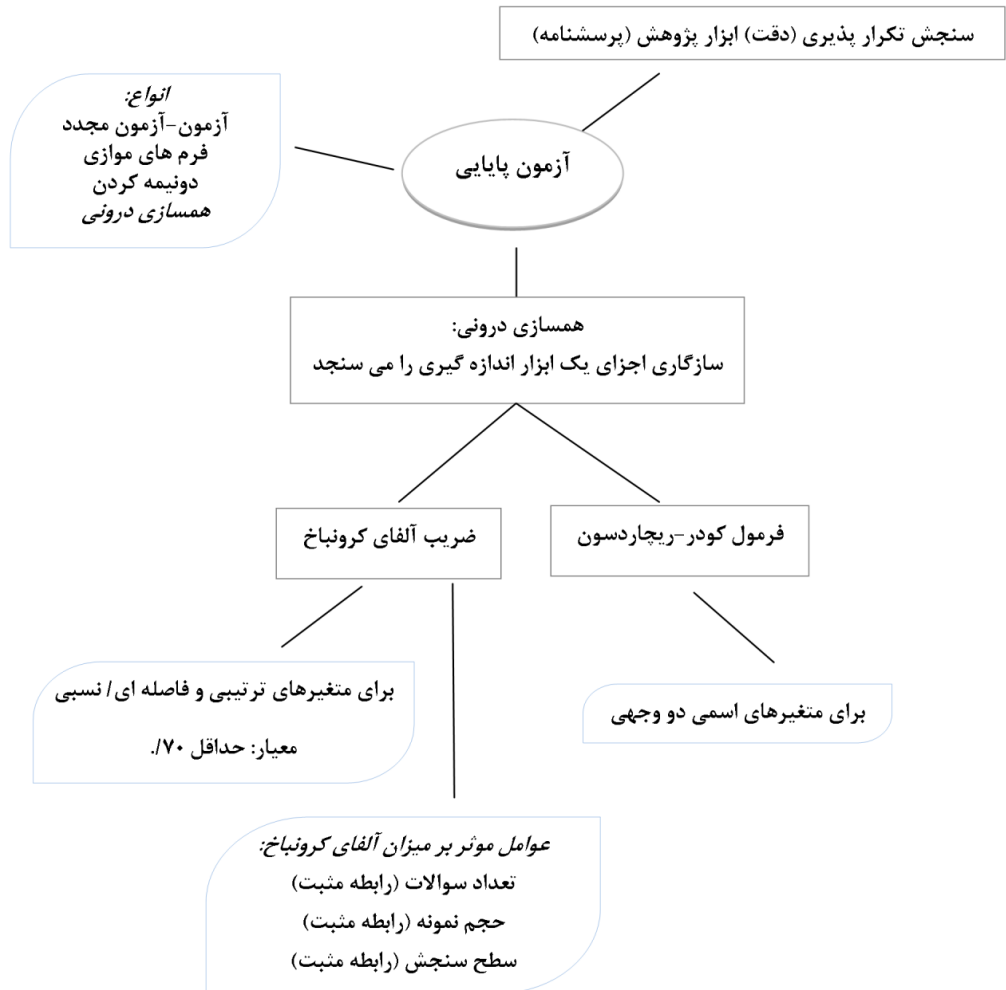 سنجش تکرار پذیری (دقت) ابزار پژوهش (پرسشنامه)
انواع:
آزمون-آزمون مجدد
فرم های موازی
دونیمه کردن
همسازی درونی
آزمون پایایی
همسازی درونی:
سازگاری اجزای یک ابزار اندازه گیری را می سنجد
فرمول کودر-ریچاردسون
ضریب آلفای کرونباخ
برای متغیرهای اسمی دو وجهی
برای متغیرهای ترتیبی و فاصله ای/ نسبی
معیار: حداقل ۷۰/.
عوامل موثر بر میزان آلفای کرونباخ:
تعداد سوالات (رابطه مثبت)
حجم نمونه (رابطه مثبت)
سطح سنجش (رابطه مثبت)